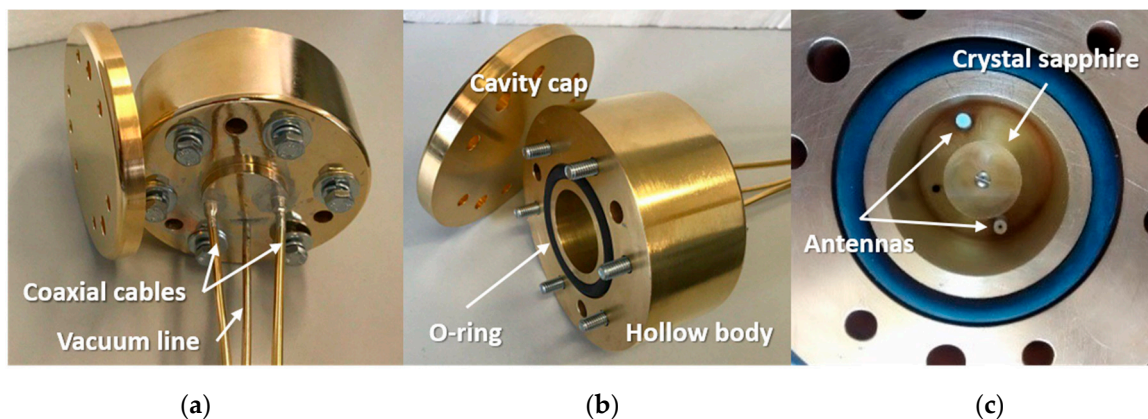 Coaxial cables
Vacuum line
Cavity cap
O-ring
Hollow body
Crystal sapphire
Antennas
(a)
(b)
(c)